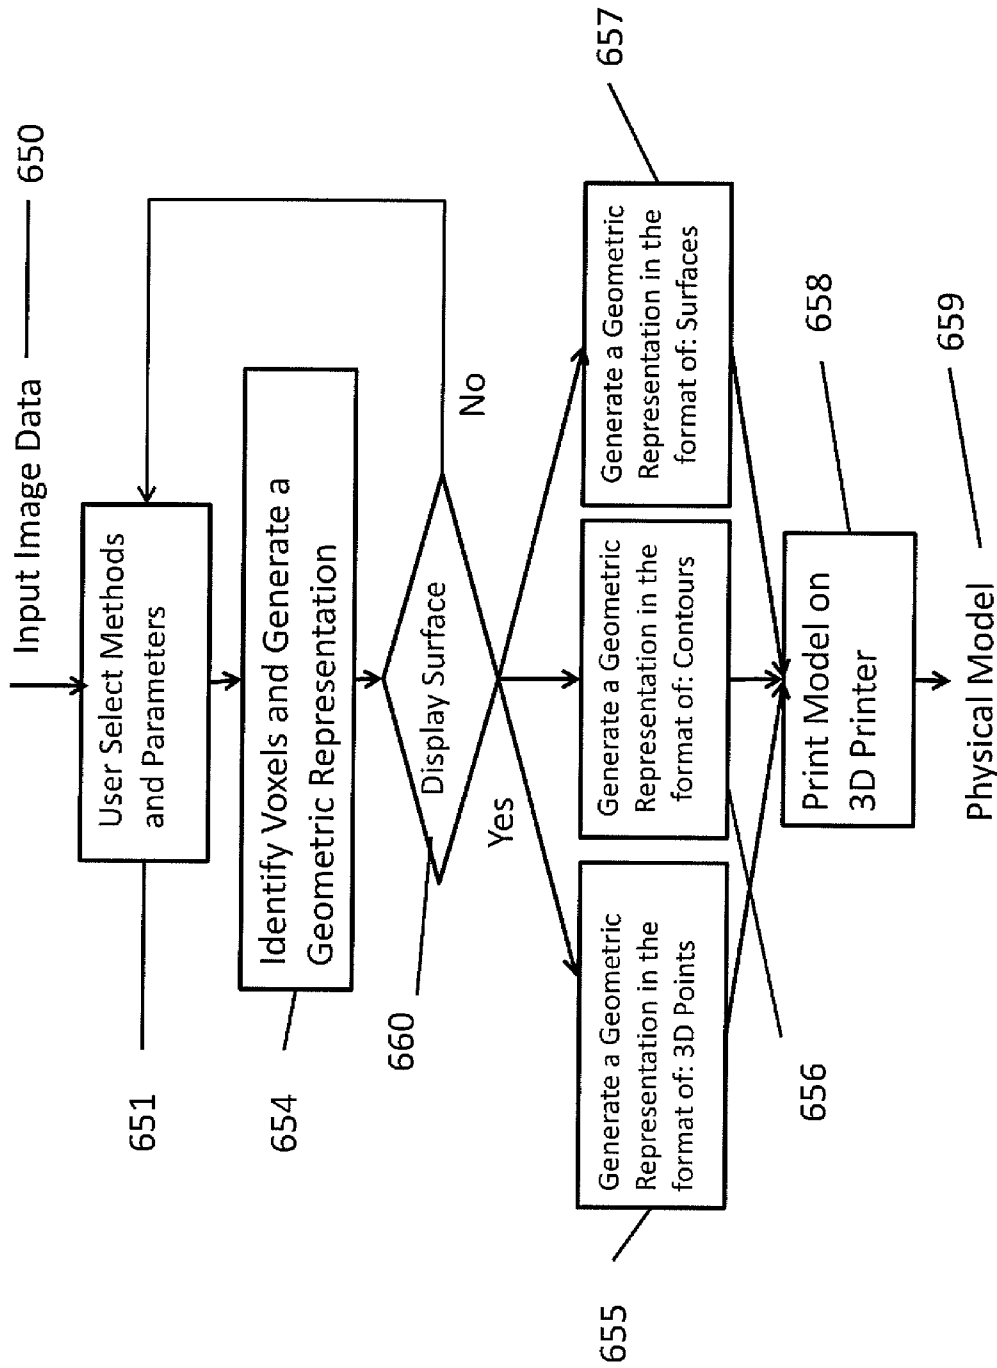 Input Image Data
650
User Select Methods
and Parameters
651
Identify Voxels and Generate a
Geometric Representation
654
Display Surface
660
No
Yes
Generate a Geometric
Representation in the
format of: 3D Points
655
Generate a Geometric
Representation in the
format of: Contours
656
Generate a Geometric
Representation in the
format of: Surfaces
657
Print Model on
3D Printer
658
Physical Model
659